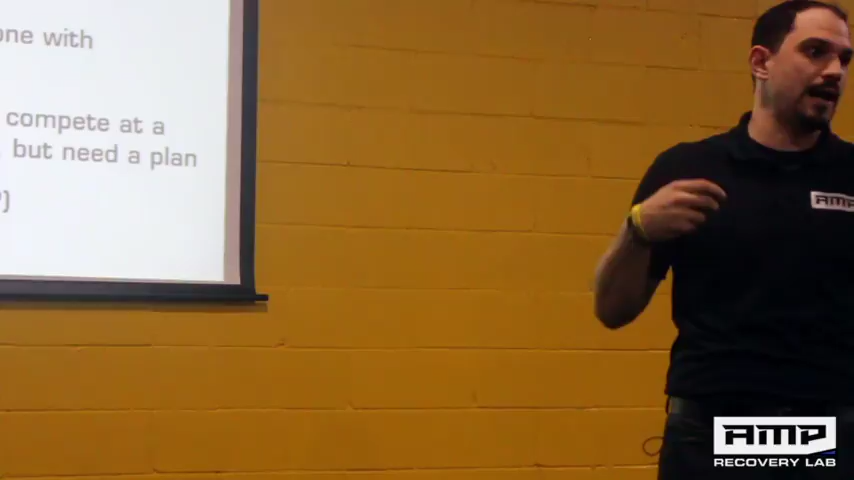 one with
compete at a
but need a plan
AMP
AMP
RECOVERY LAB